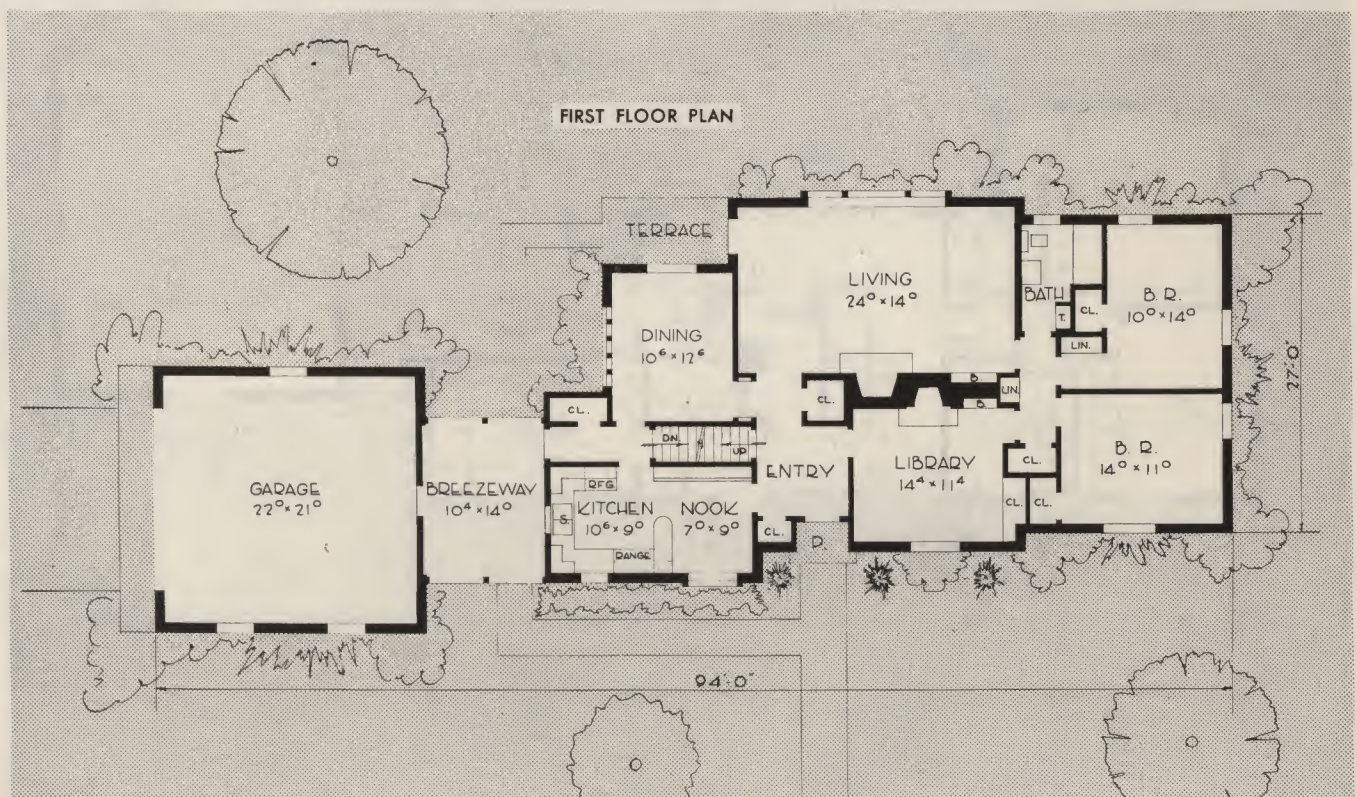 FIRST FLOOR PLAN
TERRACE
LIVING
24⁰ × 14⁰
BATH
T.
CL.
LIN.
B. R.
10⁰ × 14⁰
27'-0"
DINING
10⁶ × 12⁶
CL.
CL.
B.
B.
LIN.
DN.
UP
ENTRY
LIBRARY
14⁴ × 11⁴
CL.
CL.
CL.
B. R.
14⁰ × 11⁰
GARAGE
22⁰ × 21⁰
BREEZEWAY
10⁴ × 14⁰
RFG.
S.
KITCHEN
10⁶ × 9⁰
RANGE
NOOK
7⁰ × 9⁰
CL.
P.
94'-0"